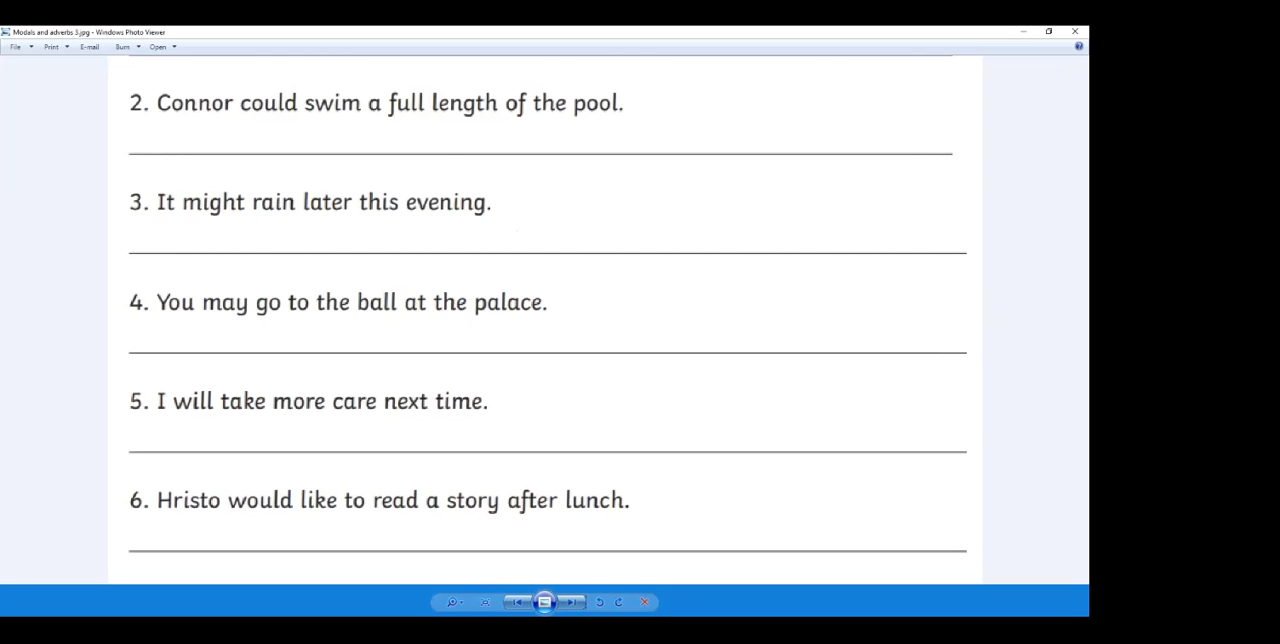 Modals and adverbs 3.jpg - Windows Photo Viewer
File Print E-mail Burn Open
2. Connor could swim a full length of the pool.
3. It might rain later this evening.
4. You may go to the ball at the palace.
5. I will take more care next time.
6. Hristo would like to read a story after lunch.